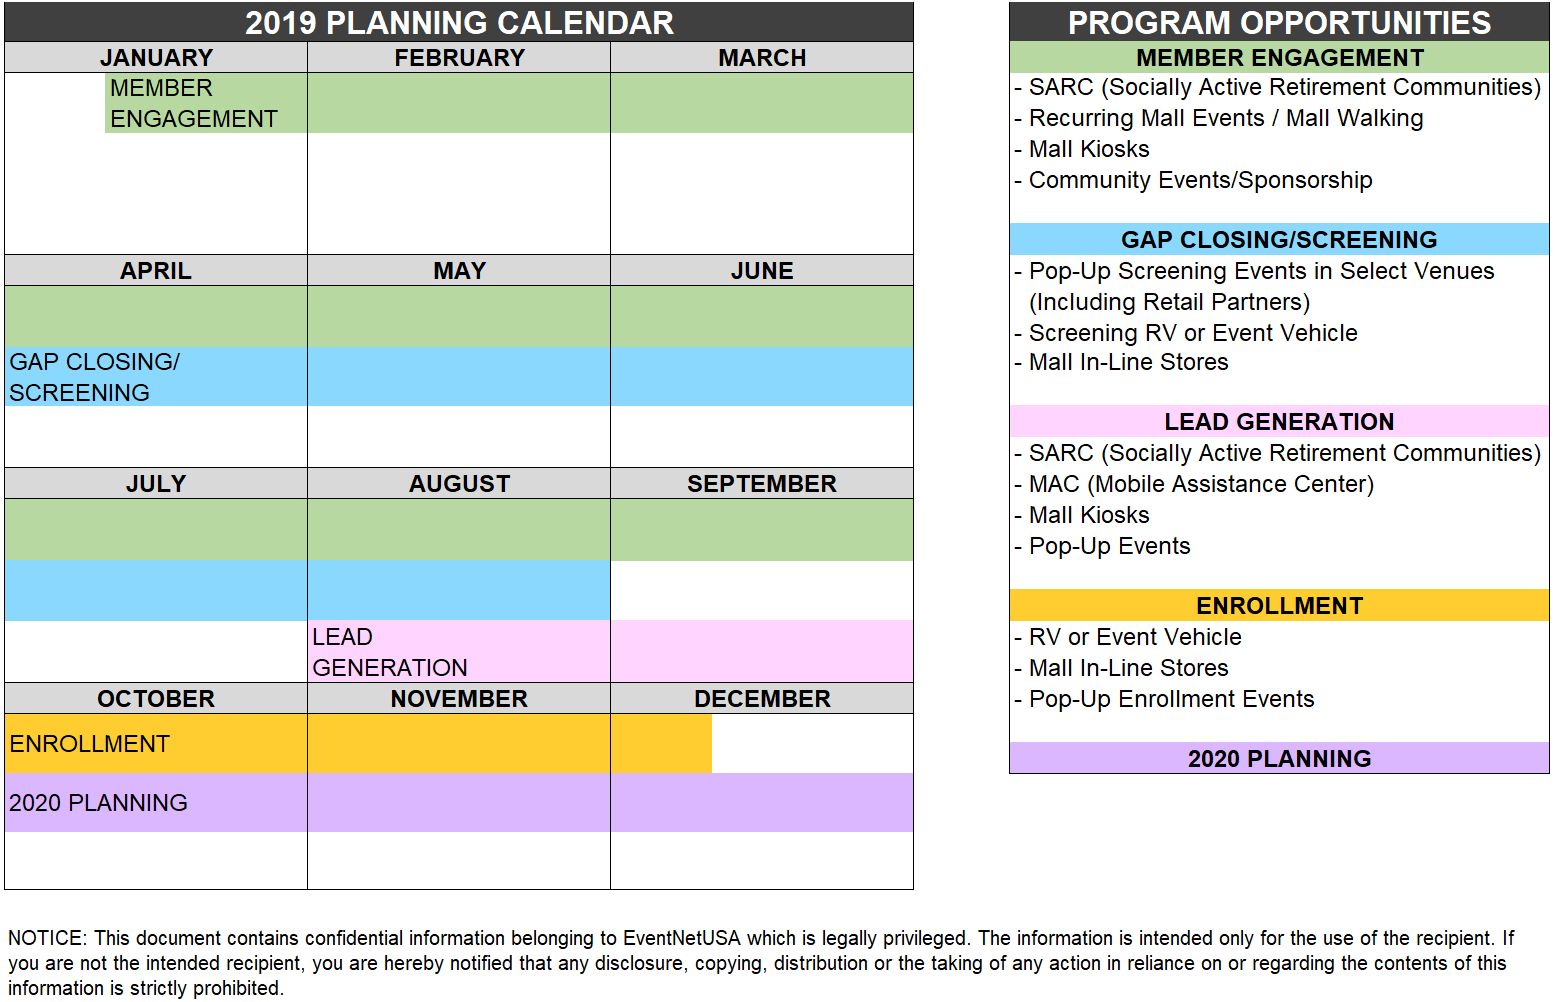 2019 PLANNING CALENDAR
JANUARY FEBRUARY MARCH
MEMBER
ENGAGEMENT
APRIL MAY JUNE
GAP CLOSING/
SCREENING
JULY AUGUST SEPTEMBER
LEAD
GENERATION
OCTOBER NOVEMBER DECEMBER
ENROLLMENT
2020 PLANNING
PROGRAM OPPORTUNITIES
MEMBER ENGAGEMENT
- SARC (Socially Active Retirement Communities)
- Recurring Mall Events / Mall Walking
- Mall Kiosks
- Community Events/Sponsorship
GAP CLOSING/SCREENING
- Pop-Up Screening Events in Select Venues
(Including Retail Partners)
- Screening RV or Event Vehicle
- Mall In-Line Stores
LEAD GENERATION
- SARC (Socially Active Retirement Communities)
- MAC (Mobile Assistance Center)
- Mall Kiosks
- Pop-Up Events
ENROLLMENT
- RV or Event Vehicle
- Mall In-Line Stores
- Pop-Up Enrollment Events
2020 PLANNING
NOTICE: This document contains confidential information belonging to EventNetUSA which is legally privileged. The information is intended only for the use of the recipient. If
you are not the intended recipient, you are hereby notified that any disclosure, copying, distribution or the taking of any action in reliance on or regarding the contents of this
information is strictly prohibited.